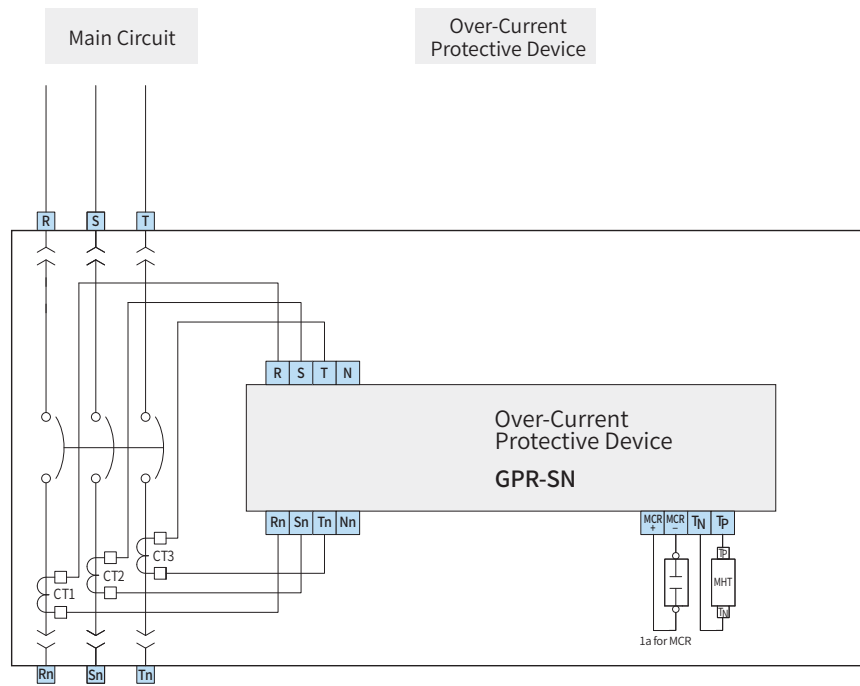 Main Circuit
Over-Current
Protective Device
R S T
R S T N
Over-Current
Protective Device
GPR-SN
Rn Sn Tn Nn
MCR
+
MCR
−
TN
TP
CT3
CT2
CT1
TP
MHT
TN
1a for MCR
Rn Sn Tn